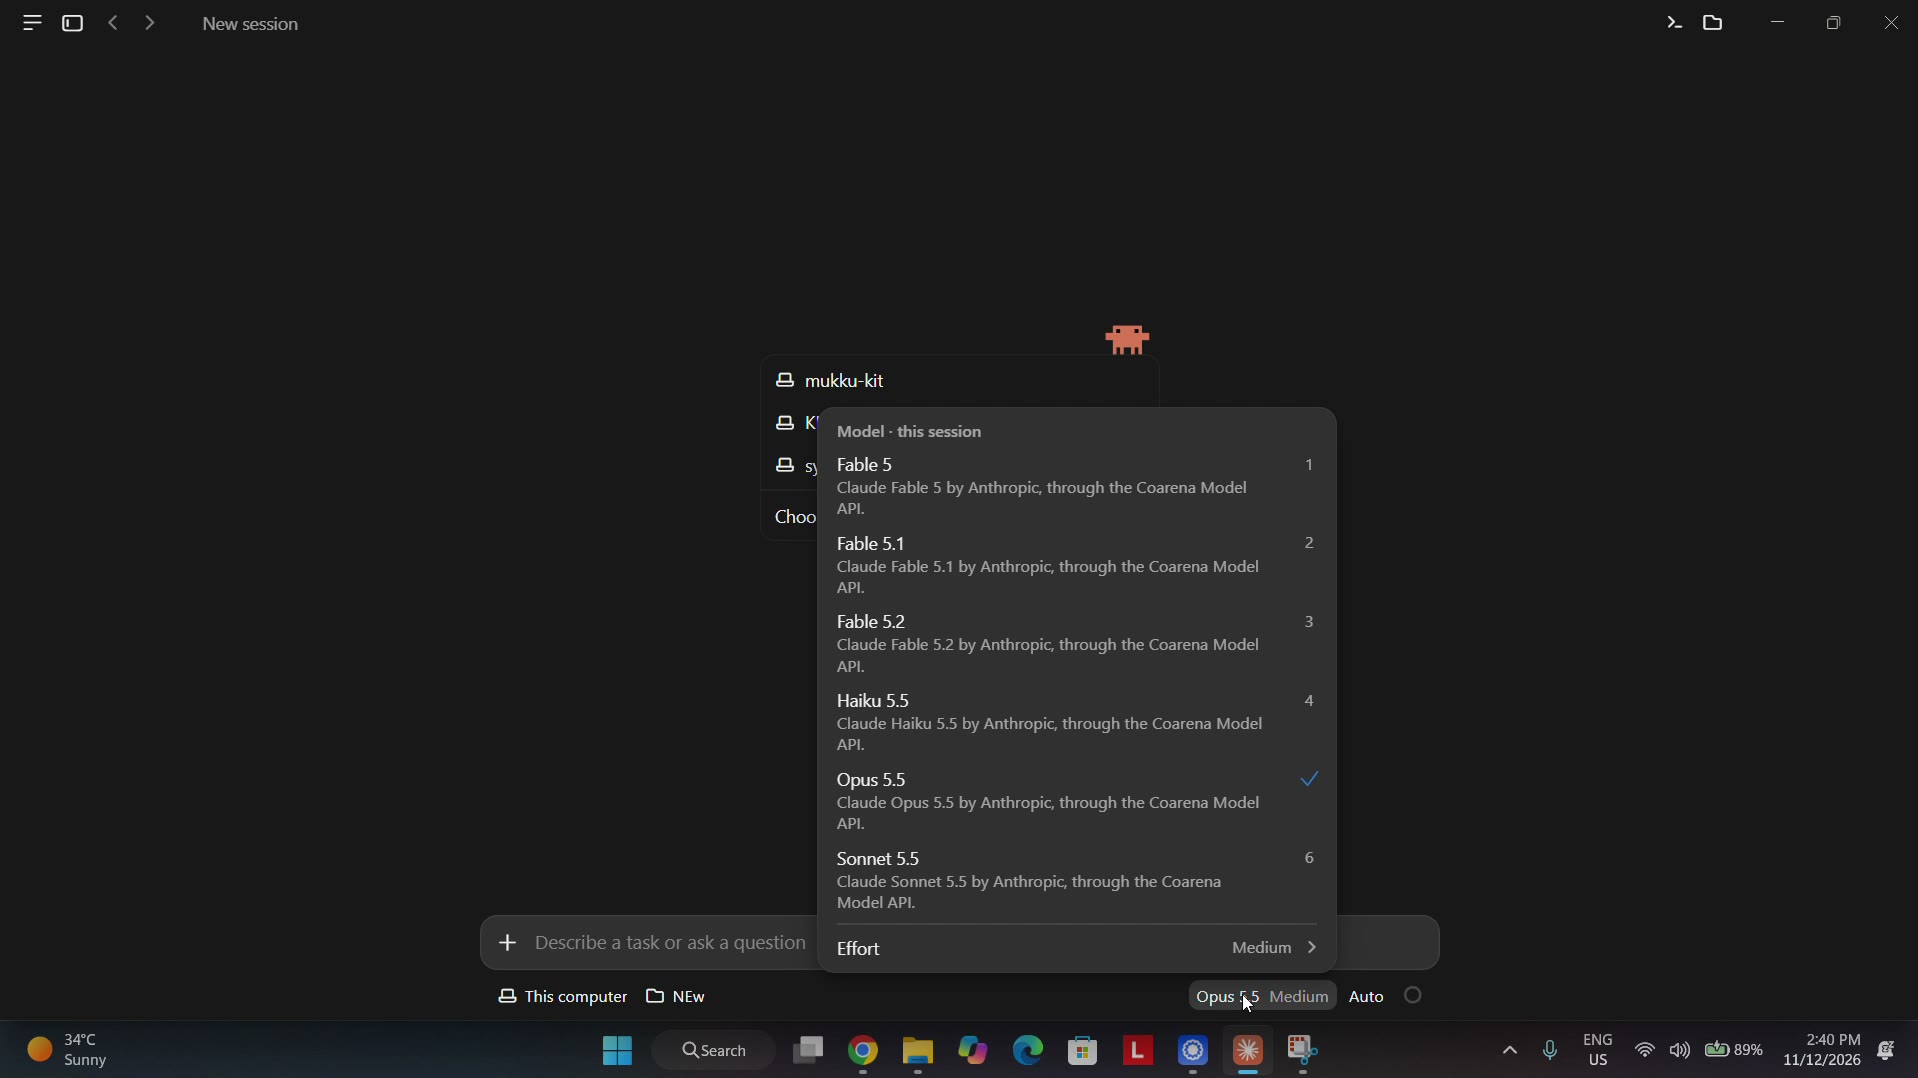 New session
mukku-kit
Model · this session
Fable 5 1
Claude Fable 5 by Anthropic, through the Coarena Model
API.
Fable 5.1 2
Claude Fable 5.1 by Anthropic, through the Coarena Model
API.
Fable 5.2 3
Claude Fable 5.2 by Anthropic, through the Coarena Model
API.
Haiku 5.5 4
Claude Haiku 5.5 by Anthropic, through the Coarena Model
API.
Opus 5.5
Claude Opus 5.5 by Anthropic, through the Coarena Model
API.
Sonnet 5.5 6
Claude Sonnet 5.5 by Anthropic, through the Coarena
Model API.
Describe a task or ask a question
Effort Medium
This computer NEw
Opus 5.5 Medium Auto
34°C
Sunny
Search
L
ENG
US
89%
2:40 PM
11/12/2026